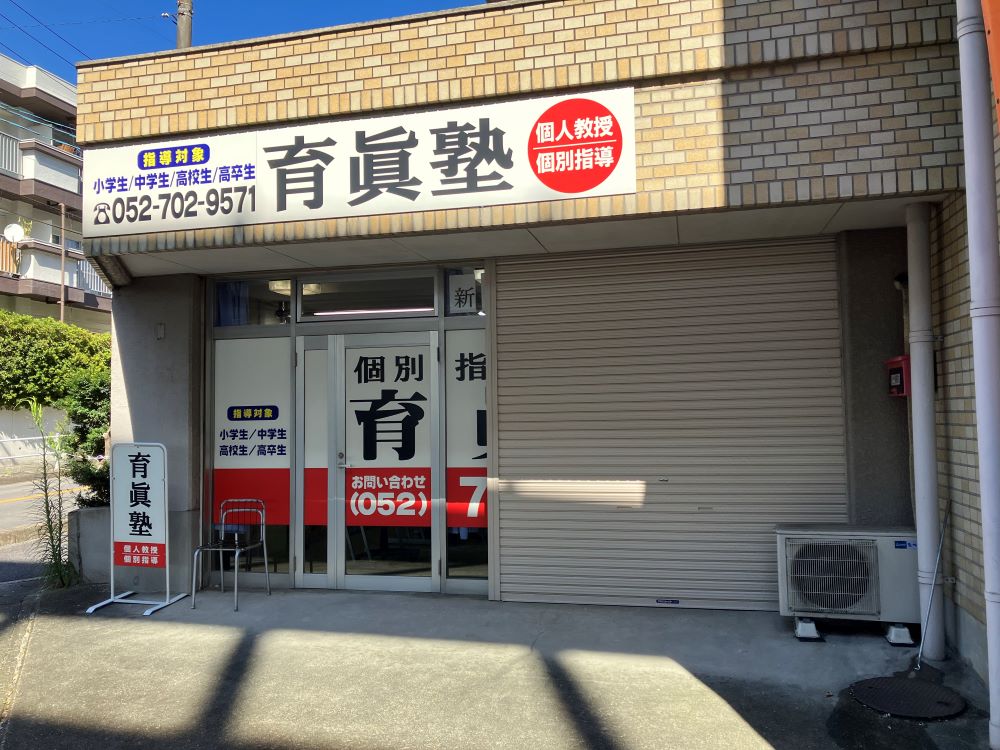 指導対象
小学生/中学生/高校生/高卒生
☎052-702-9571
育眞塾
個人教授
個別指導
新
個別 指
育
指導対象
小学生/中学生
高校生/高卒生
お問い合わせ
(052) 7
育眞塾
個人教授
個別指導